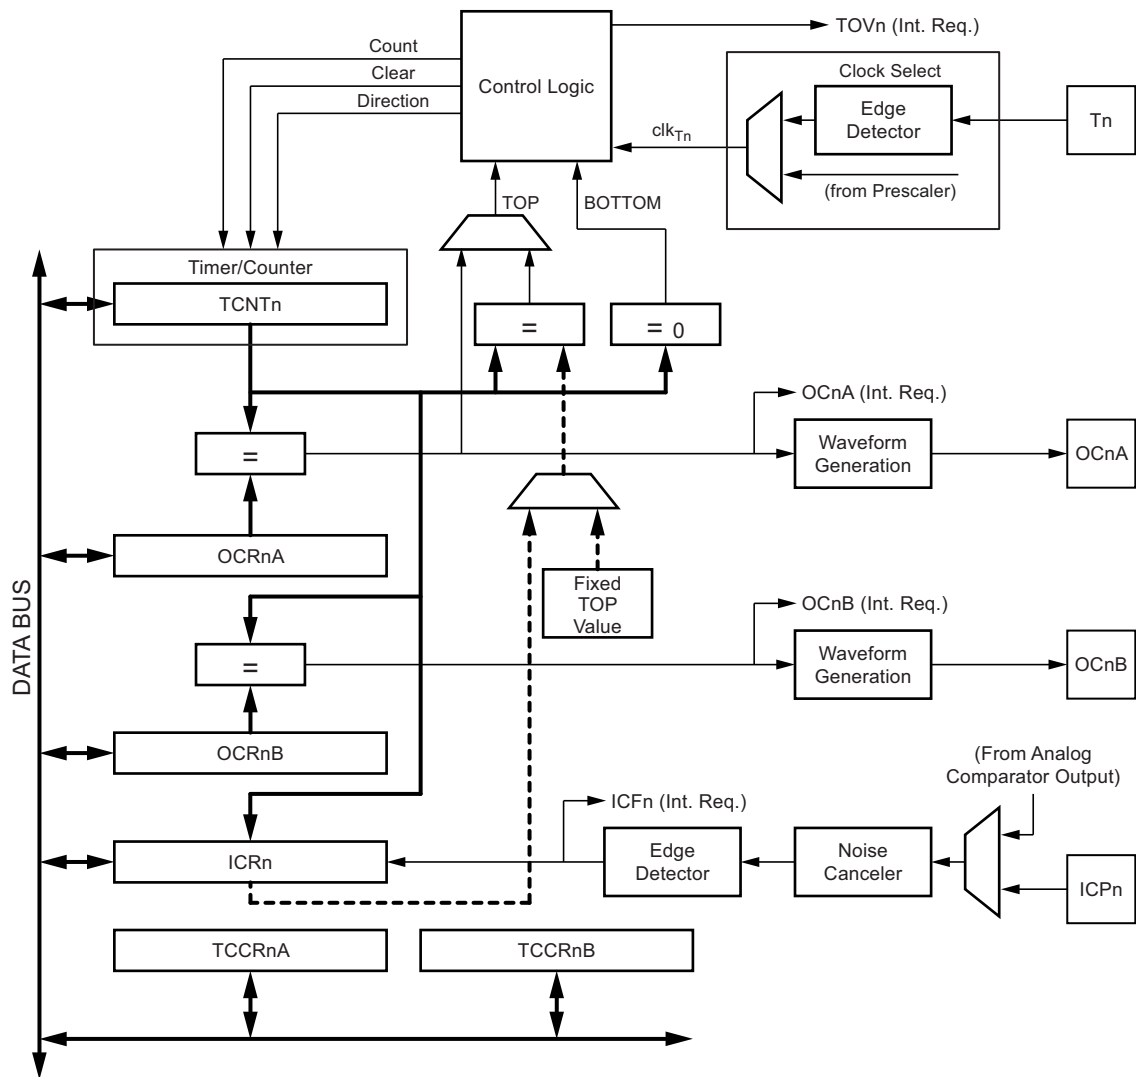 TOVn (Int. Req.)
Count
Clear
Direction
Control Logic
Clock Select
Edge
Detector
Tn
clkTn
(from Prescaler)
TOP
BOTTOM
Timer/Counter
TCNTn
=
= 0
OCnA (Int. Req.)
=
Waveform
Generation
OCnA
OCRnA
Fixed
TOP
Value
DATA BUS
OCnB (Int. Req.)
=
Waveform
Generation
OCnB
OCRnB
(From Analog
Comparator Output)
ICFn (Int. Req.)
ICRn
Edge
Detector
Noise
Canceler
ICPn
TCCRnA
TCCRnB